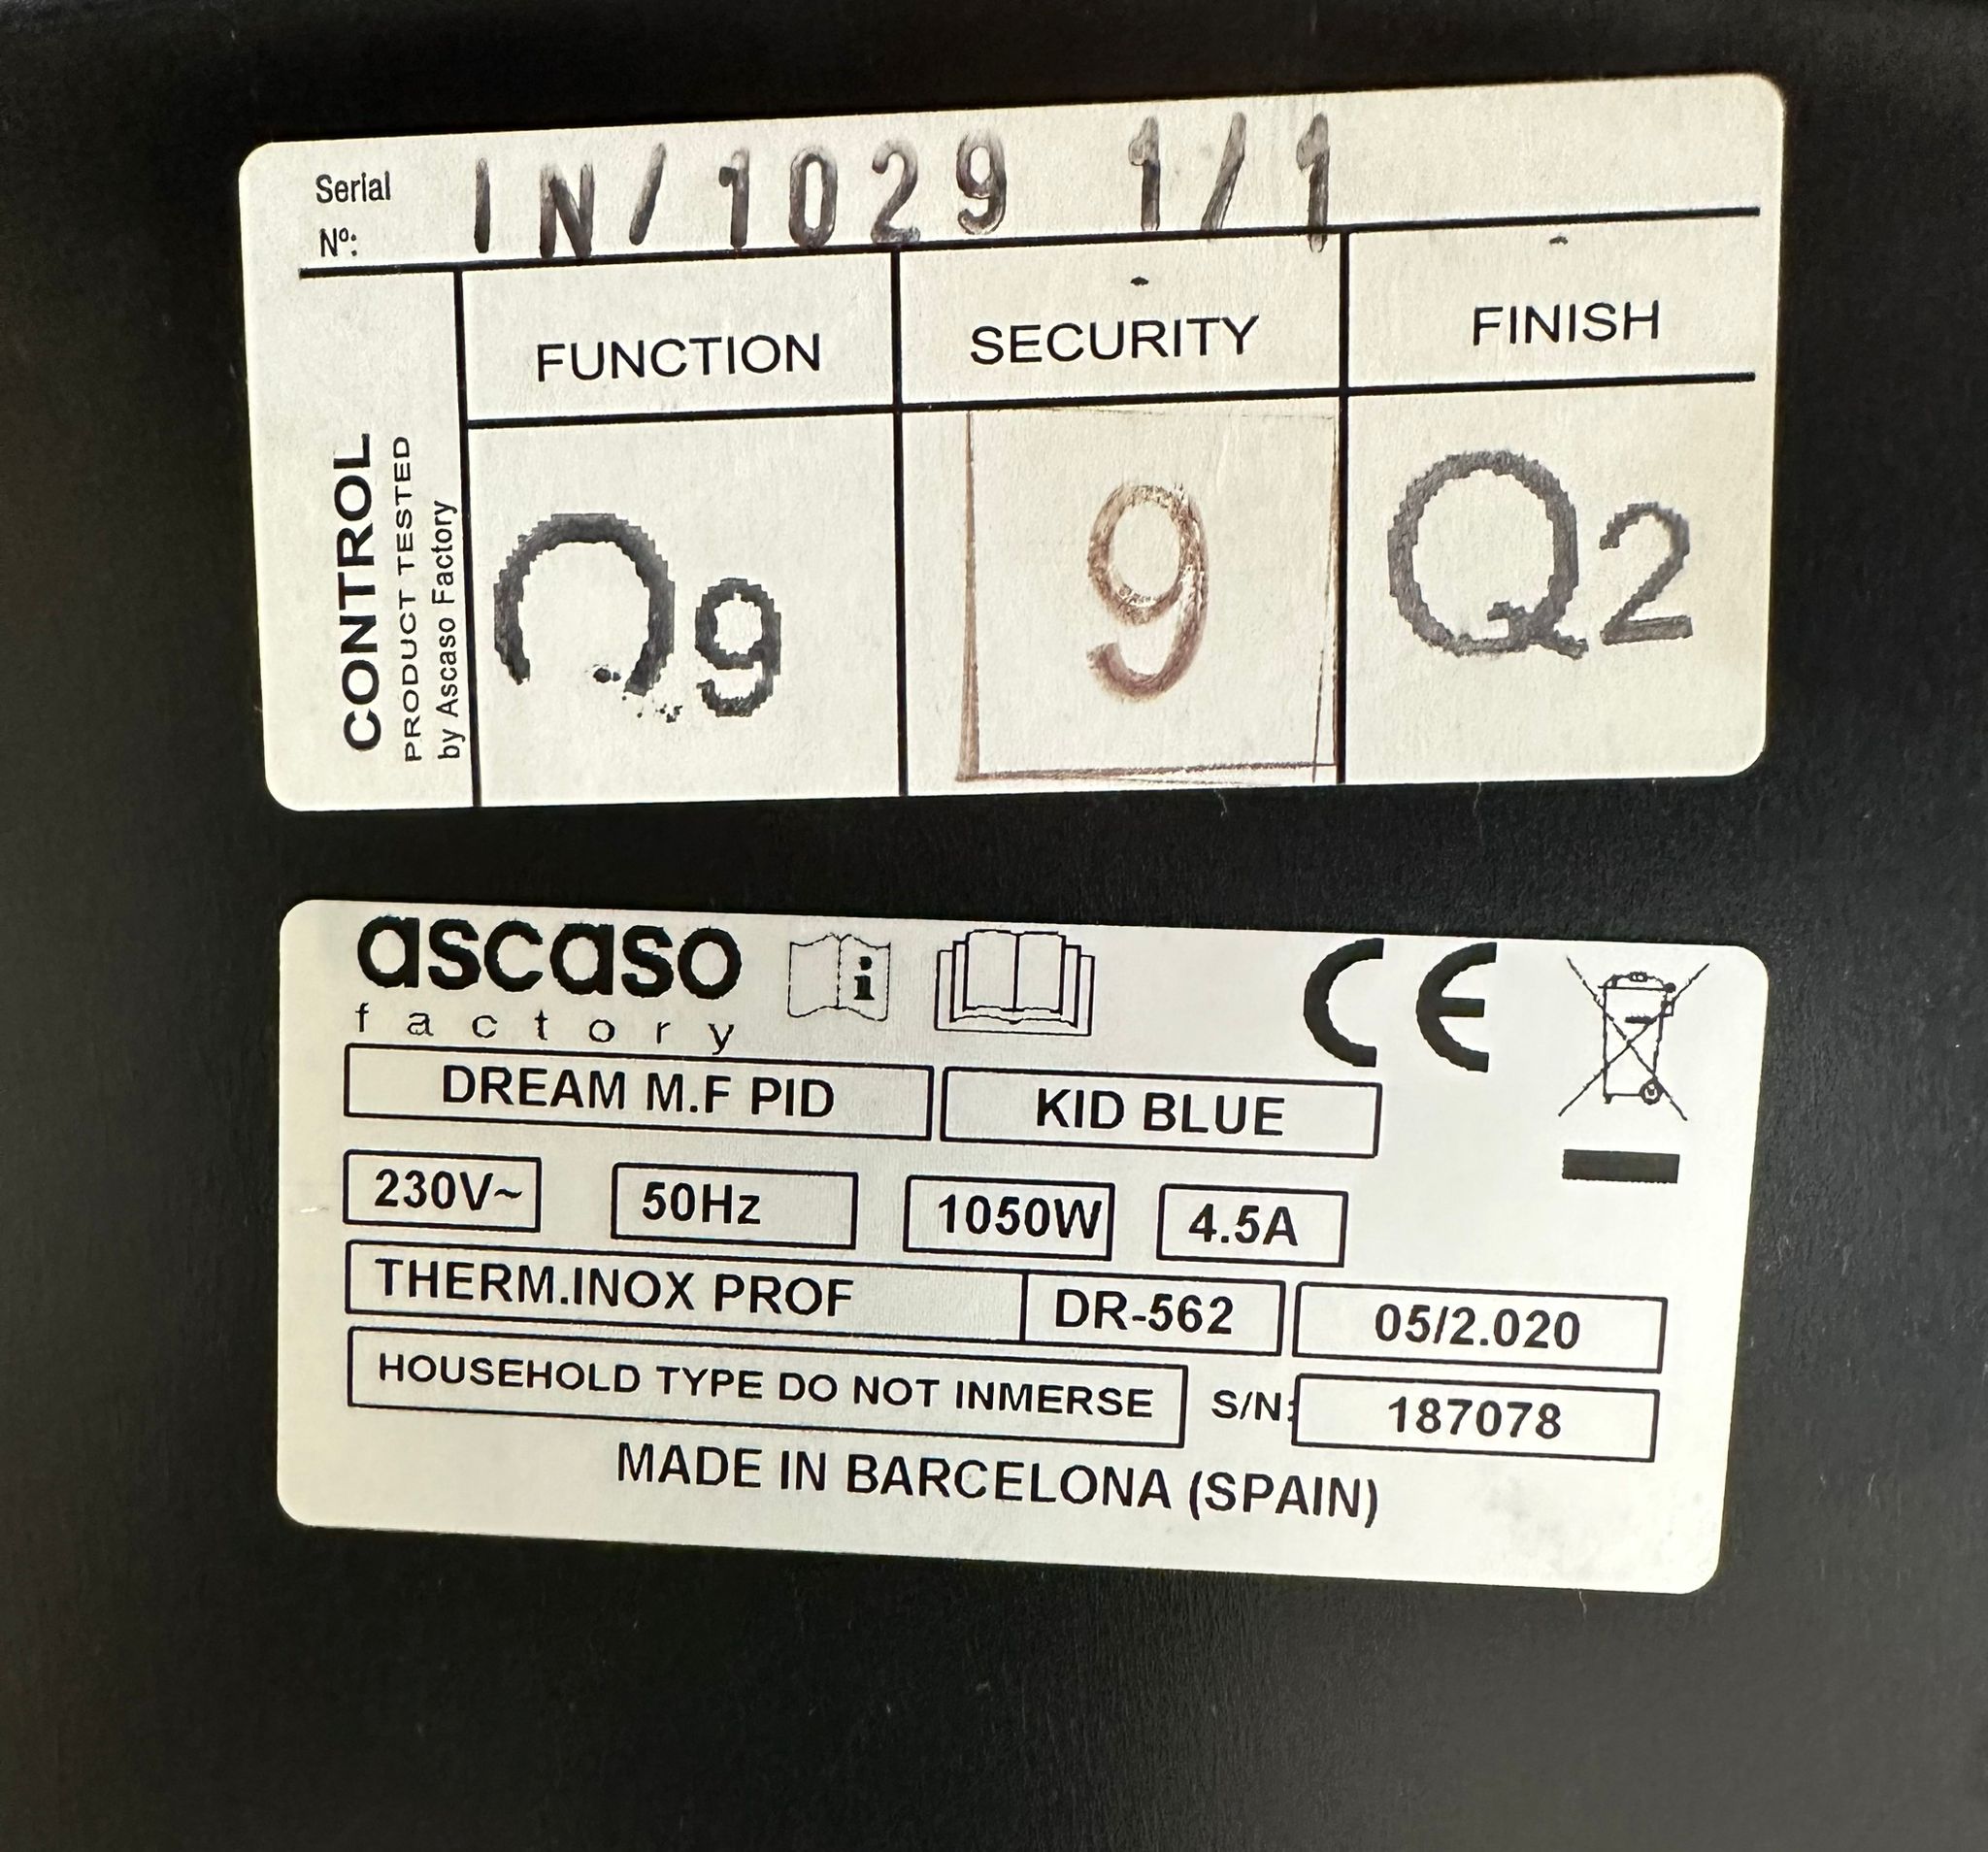 Serial
Nº: IN/1029 1/1
FUNCTION SECURITY FINISH
CONTROL
PRODUCT TESTED
by Ascaso Factory
9 9 Q2
ascaso
factory
CE
DREAM M.F PID KID BLUE
230V~ 50Hz 1050W 4.5A
THERM.INOX PROF DR-562 05/2.020
HOUSEHOLD TYPE DO NOT INMERSE S/N: 187078
MADE IN BARCELONA (SPAIN)